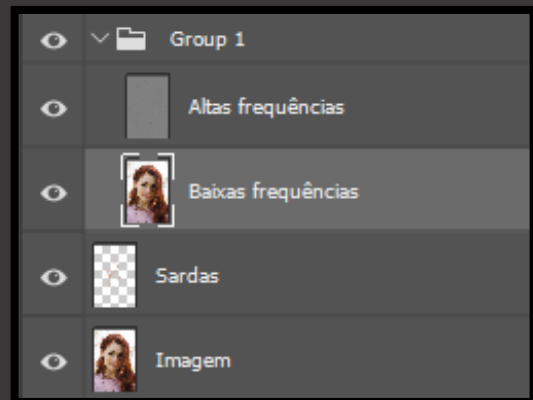 Group 1
Altas frequências
Baixas frequências
Sardas
Imagem